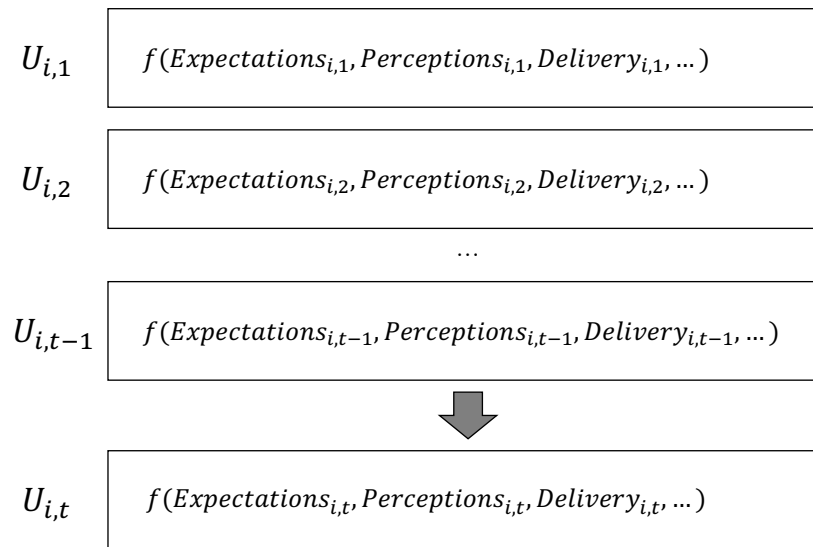 U_{i,1} f(Expectations_{i,1}, Perceptions_{i,1}, Delivery_{i,1}, …)
U_{i,2} f(Expectations_{i,2}, Perceptions_{i,2}, Delivery_{i,2}, …)
…
U_{i,t−1} f(Expectations_{i,t−1}, Perceptions_{i,t−1}, Delivery_{i,t−1}, …)
U_{i,t} f(Expectations_{i,t}, Perceptions_{i,t}, Delivery_{i,t}, …)